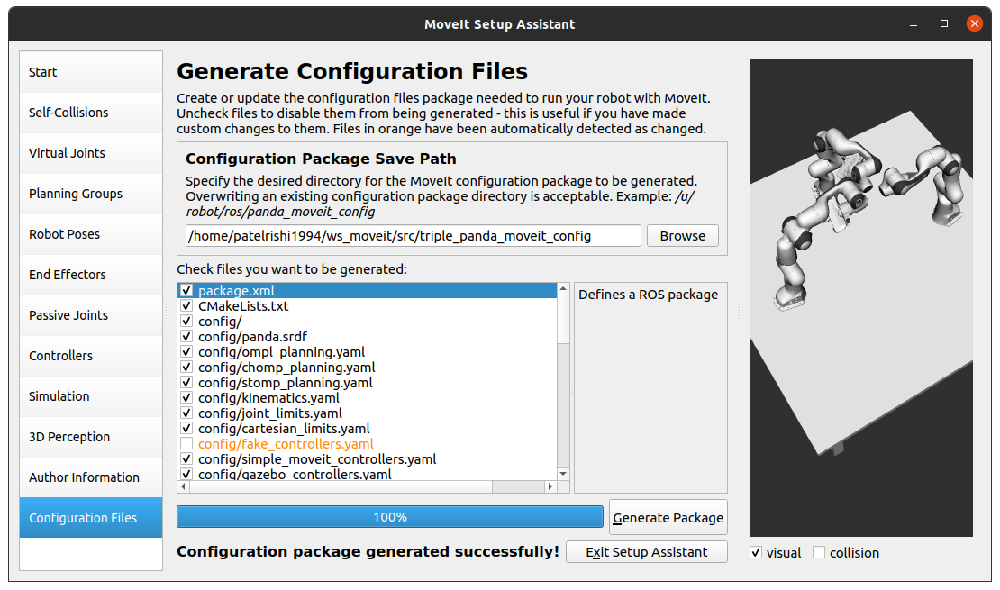 MoveIt Setup Assistant
Start
Self-Collisions
Virtual Joints
Planning Groups
Robot Poses
End Effectors
Passive Joints
Controllers
Simulation
3D Perception
Author Information
Configuration Files
Generate Configuration Files
Create or update the configuration files package needed to run your robot with MoveIt.
Uncheck files to disable them from being generated - this is useful if you have made
custom changes to them. Files in orange have been automatically detected as changed.
Configuration Package Save Path
Specify the desired directory for the MoveIt configuration package to be generated.
Overwriting an existing configuration package directory is acceptable. Example: /u/
robot/ros/panda_moveit_config
/home/patelrishi1994/ws_moveit/src/triple_panda_moveit_config
Browse
Check files you want to be generated:
package.xml
CMakeLists.txt
config/
config/panda.srdf
config/ompl_planning.yaml
config/chomp_planning.yaml
config/stomp_planning.yaml
config/kinematics.yaml
config/joint_limits.yaml
config/cartesian_limits.yaml
config/fake_controllers.yaml
config/simple_moveit_controllers.yaml
config/gazebo_controllers.yaml
Defines a ROS package
100%
Generate Package
Configuration package generated successfully!
Exit Setup Assistant
visual
collision